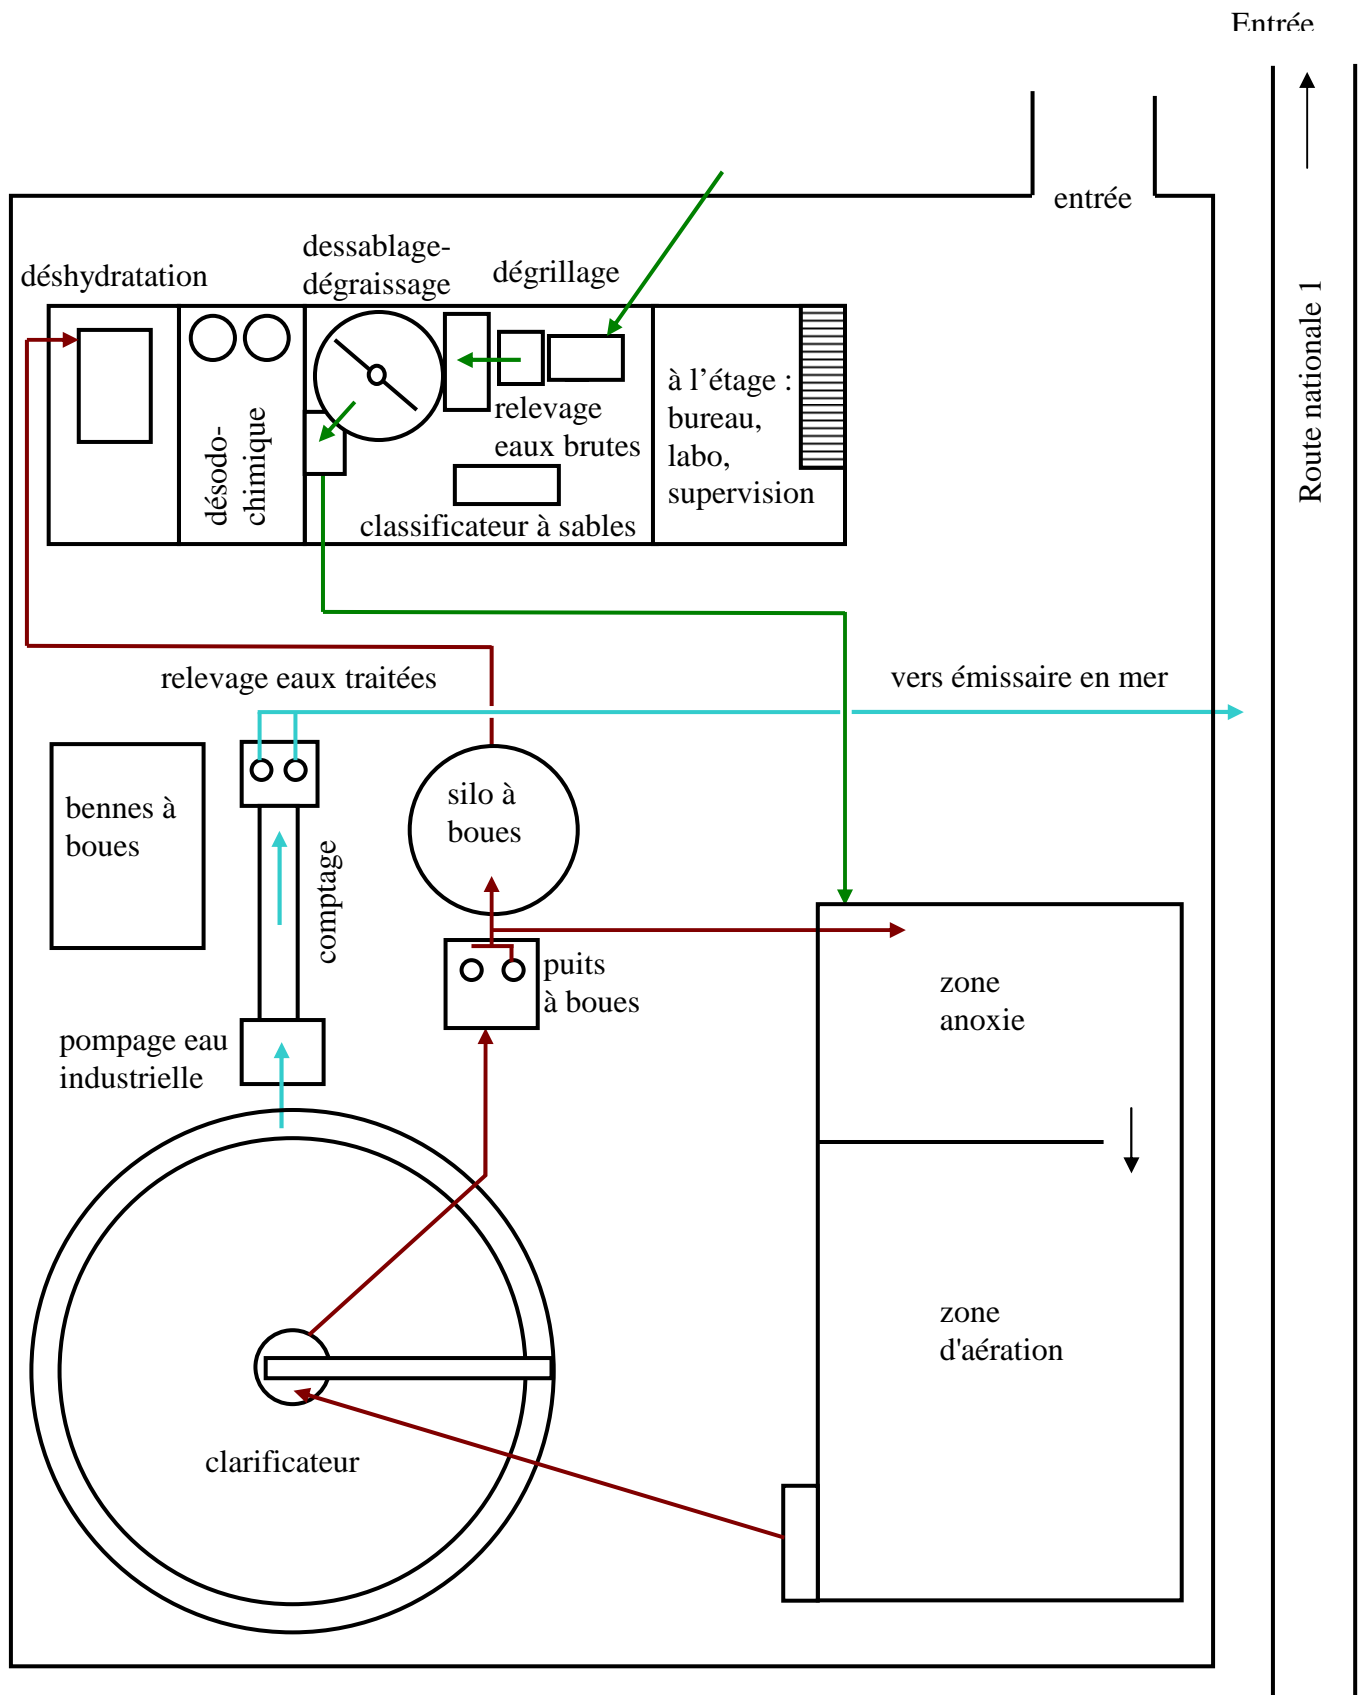 Entrée
entrée
Route nationale 1
déshydratation
dessablage-
dégraissage
dégrillage
désodo-
chimique
relevage
eaux brutes
classificateur à sables
à l’étage :
bureau,
labo,
supervision
relevage eaux traitées
vers émissaire en mer
bennes à
boues
comptage
silo à
boues
puits
à boues
pompage eau
industrielle
zone
anoxie
zone
d'aération
clarificateur